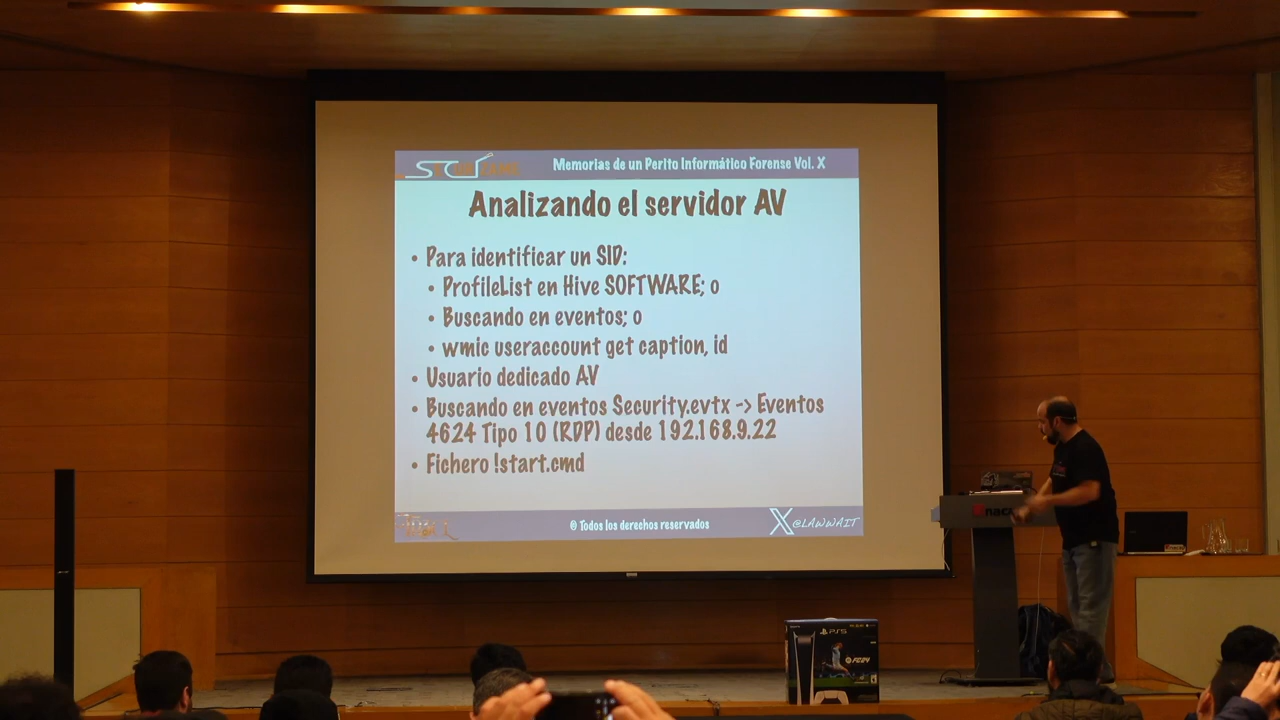 Memorias de un Perito Informático Forense Vol. X
Analizando el servidor AV
• Para identificar un SID:
• ProfileList en Hive SOFTWARE; o
• Buscando en eventos; o
• wmic useraccount get caption, id
• Usuario dedicado AV
• Buscando en eventos Security.evtx -> Eventos
4624 Tipo 10 (RDP) desde 192.168.9.22
• Fichero !start.cmd
© Todos los derechos reservados
X @LAWWAIT
PS5
FC24